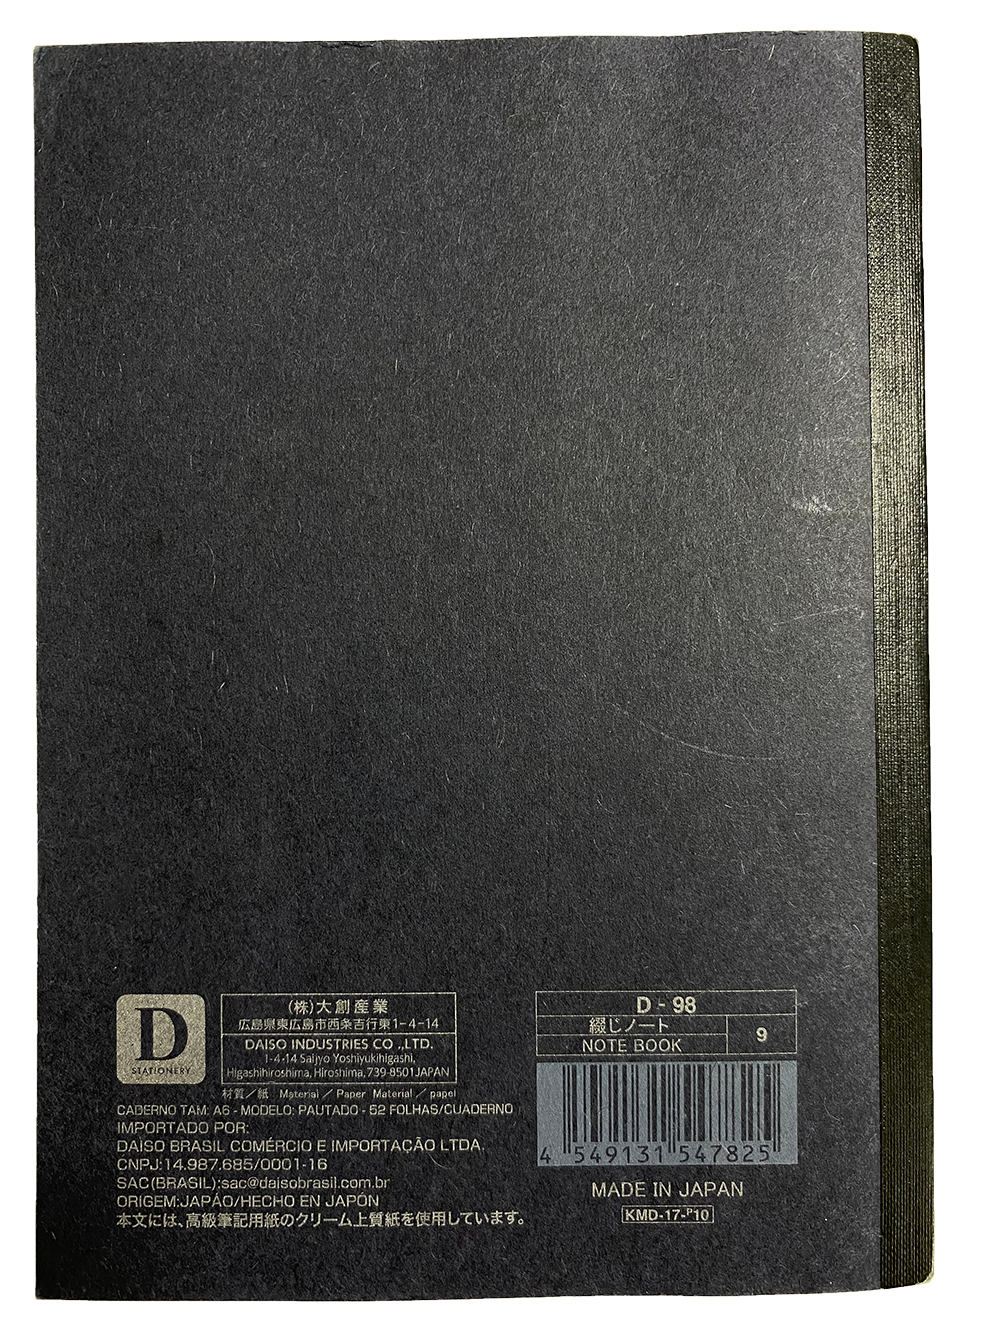 D
STATIONERY
(株)大創産業
広島県東広島市西条吉行東1-4-14
DAISO INDUSTRIES CO .,LTD.
1-4-14 Saijyo Yoshiyukihigashi,
Higashihiroshima, Hiroshima,739-8501JAPAN
材質／紙 Material / Paper Material / papel
CADERNO TAM: A6 - MODELO: PAUTADO - 52 FOLHAS/CUADERNO
IMPORTADO POR:
DAISO BRASIL COMÉRCIO E IMPORTAÇÃO LTDA.
CNPJ:14.987.685/0001-16
SAC(BRASIL):sac@daisobrasil.com.br
ORIGEM:JAPÃO/HECHO EN JAPÓN
本文には、高級筆記用紙のクリーム上質紙を使用しています。
D - 98
綴じノート
NOTE BOOK
9
4 549131 547825
MADE IN JAPAN
KMD-17-P10